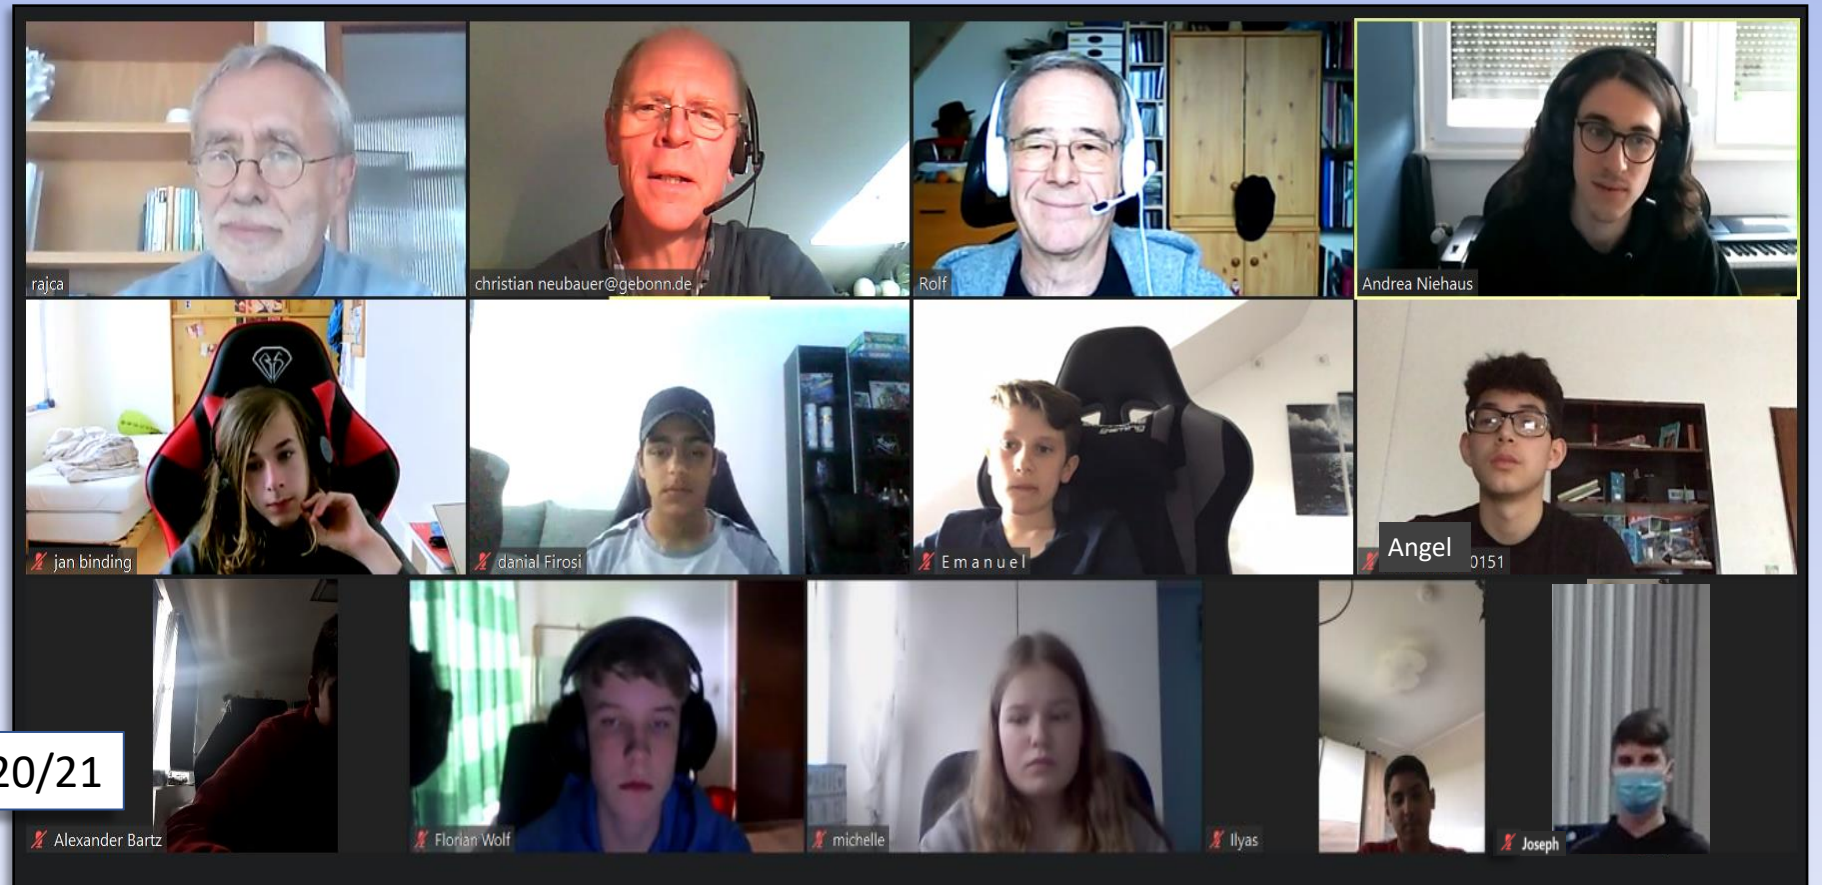 rajca
christian neubauer@gebonn.de
Rolf
Andrea Niehaus
jan binding
danial Firosi
Emanuel
Angel
0151
20/21
Alexander Bartz
Florian Wolf
michelle
Ilyas
Joseph